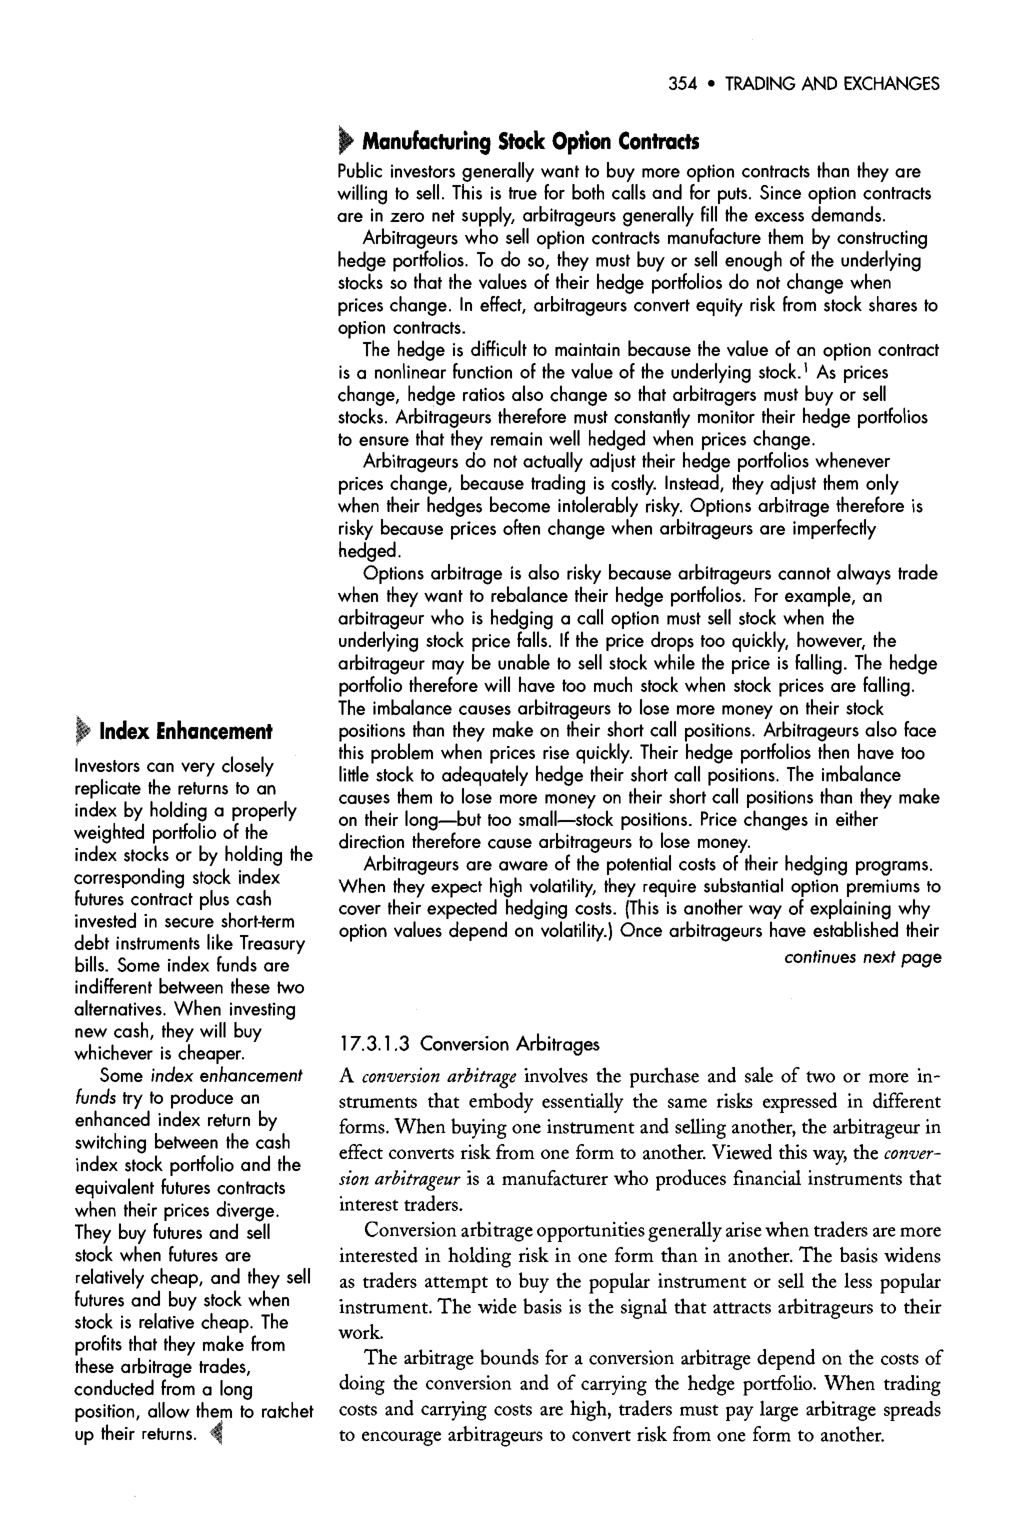 354 • TRADING AND EXCHANGES
Manufacturing Stock Option Contracts
Public investors generally want to buy more option contracts than they are
willing to sell. This is true for both calls and for puts. Since option contracts
are in zero net supply, arbitrageurs generally fill the excess demands.
Arbitrageurs who sell option contracts manufacture them by constructing
hedge portfolios. To do so, they must buy or sell enough of the underlying
stocks so that the values of their hedge portfolios do not change when
prices change. In effect, arbitrageurs convert equity risk from stock shares to
option contracts.
The hedge is difficult to maintain because the value of an option contract
is a nonlinear function of the value of the underlying stock.¹ As prices
change, hedge ratios also change so that arbitragers must buy or sell
stocks. Arbitrageurs therefore must constantly monitor their hedge portfolios
to ensure that they remain well hedged when prices change.
Arbitrageurs do not actually adjust their hedge portfolios whenever
prices change, because trading is costly. Instead, they adjust them only
when their hedges become intolerably risky. Options arbitrage therefore is
risky because prices often change when arbitrageurs are imperfectly
hedged.
Options arbitrage is also risky because arbitrageurs cannot always trade
when they want to rebalance their hedge portfolios. For example, an
arbitrageur who is hedging a call option must sell stock when the
underlying stock price falls. If the price drops too quickly, however, the
arbitrageur may be unable to sell stock while the price is falling. The hedge
portfolio therefore will have too much stock when stock prices are falling.
The imbalance causes arbitrageurs to lose more money on their stock
positions than they make on their short call positions. Arbitrageurs also face
this problem when prices rise quickly. Their hedge portfolios then have too
little stock to adequately hedge their short call positions. The imbalance
causes them to lose more money on their short call positions than they make
on their long—but too small—stock positions. Price changes in either
direction therefore cause arbitrageurs to lose money.
Arbitrageurs are aware of the potential costs of their hedging programs.
When they expect high volatility, they require substantial option premiums to
cover their expected hedging costs. (This is another way of explaining why
option values depend on volatility.) Once arbitrageurs have established their
continues next page
Index Enhancement
Investors can very closely
replicate the returns to an
index by holding a properly
weighted portfolio of the
index stocks or by holding the
corresponding stock index
futures contract plus cash
invested in secure short-term
debt instruments like Treasury
bills. Some index funds are
indifferent between these two
alternatives. When investing
new cash, they will buy
whichever is cheaper.
Some index enhancement
funds try to produce an
enhanced index return by
switching between the cash
index stock portfolio and the
equivalent futures contracts
when their prices diverge.
They buy futures and sell
stock when futures are
relatively cheap, and they sell
futures and buy stock when
stock is relative cheap. The
profits that they make from
these arbitrage trades,
conducted from a long
position, allow them to ratchet
up their returns.
17.3.1.3 Conversion Arbitrages
A conversion arbitrage involves the purchase and sale of two or more in-
struments that embody essentially the same risks expressed in different
forms. When buying one instrument and selling another, the arbitrageur in
effect converts risk from one form to another. Viewed this way, the conver-
sion arbitrageur is a manufacturer who produces financial instruments that
interest traders.
Conversion arbitrage opportunities generally arise when traders are more
interested in holding risk in one form than in another. The basis widens
as traders attempt to buy the popular instrument or sell the less popular
instrument. The wide basis is the signal that attracts arbitrageurs to their
work.
The arbitrage bounds for a conversion arbitrage depend on the costs of
doing the conversion and of carrying the hedge portfolio. When trading
costs and carrying costs are high, traders must pay large arbitrage spreads
to encourage arbitrageurs to convert risk from one form to another.